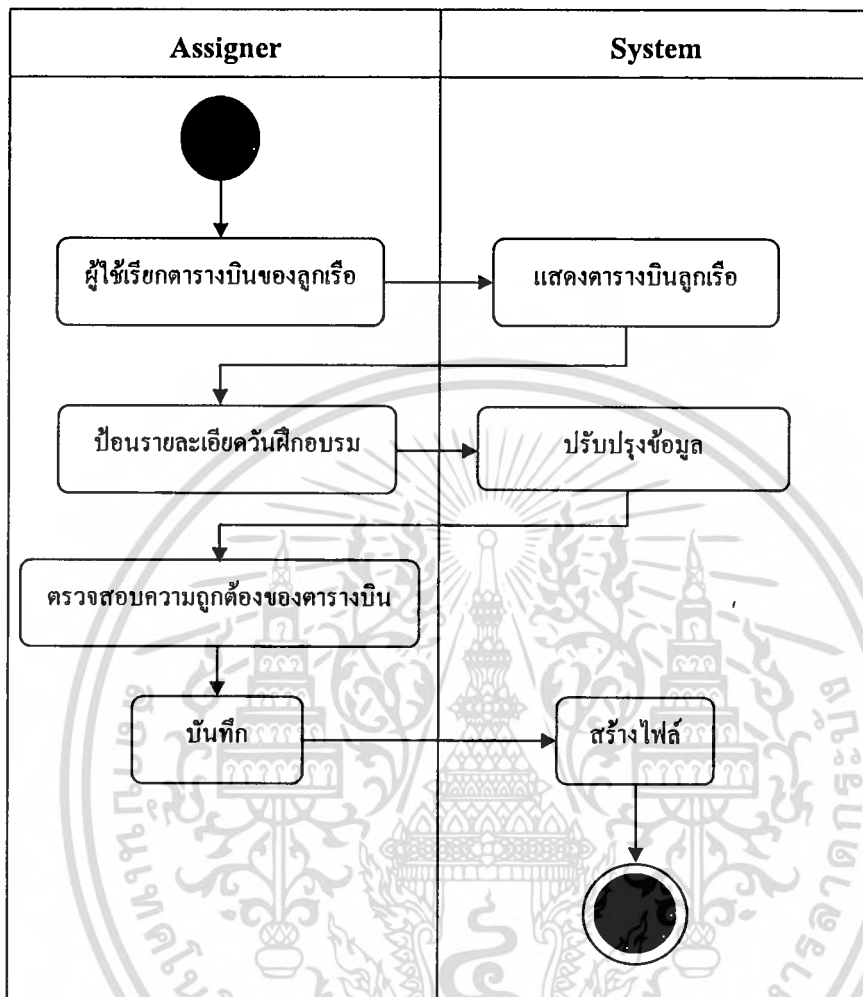 Assigner
System
ผู้ใช้เรียกตารางบินของลูกเรือ
แสดงตารางบินลูกเรือ
ป้อนรายละเอียดวันฝึกอบรม
ปรับปรุงข้อมูล
ตรวจสอบความถูกต้องของตารางบิน
บันทึก
สร้างไฟล์